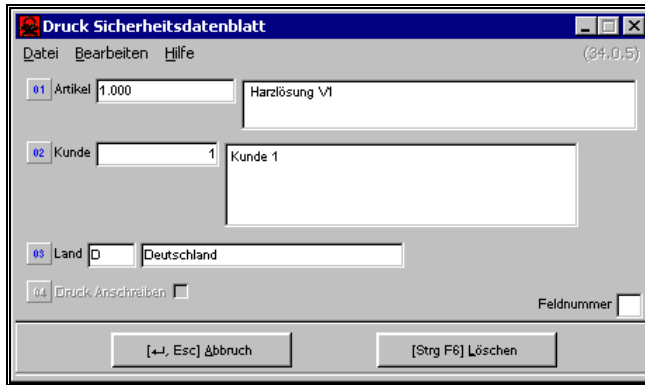 Druck Sicherheitsdatenblatt
Datei Bearbeiten Hilfe (34.0.5)
01 Artikel 1.000 Harzlösung V1
02 Kunde 1 Kunde 1
03 Land D Deutschland
04 Druck Anschreiben
Feldnummer
[↵, Esc] Abbruch [Strg F6] Löschen